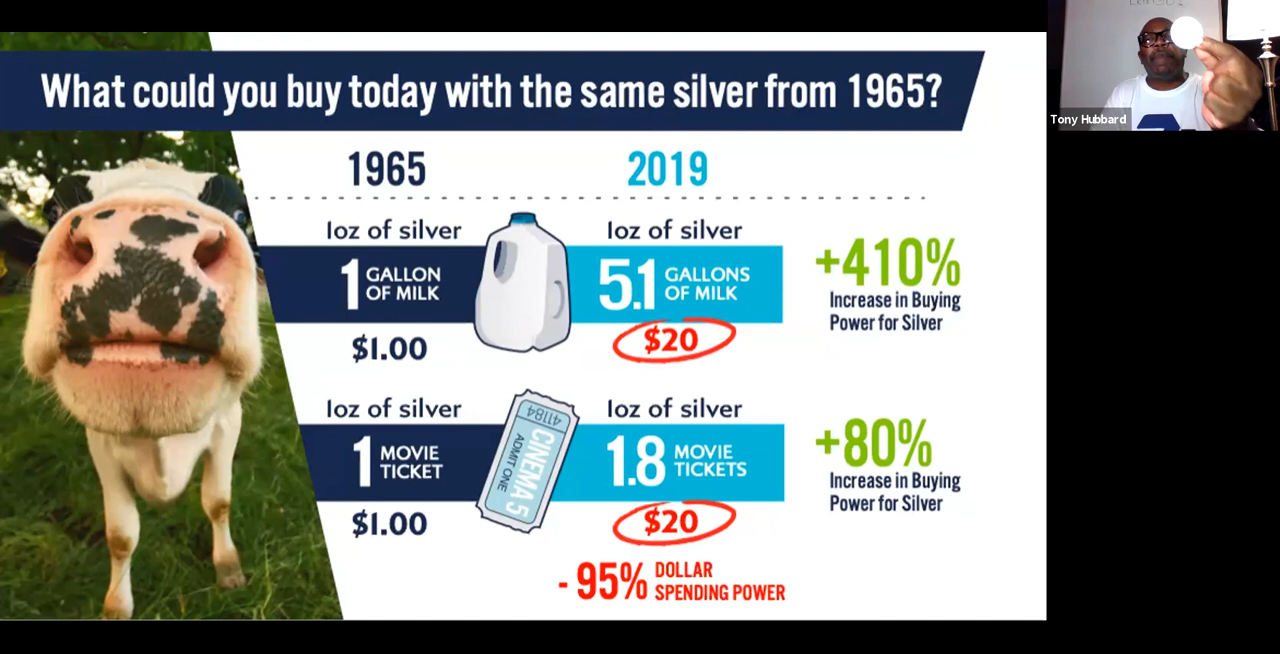 What could you buy today with the same silver from 1965?
Tony Hubbard
1965
2019
1oz of silver
1oz of silver
1 GALLON OF MILK
5.1 GALLONS OF MILK
+410%
Increase in Buying
Power for Silver
$1.00
$20
1oz of silver
1oz of silver
1 MOVIE TICKET
41184
CINEMA 5
ADMIT ONE
1.8 MOVIE TICKETS
+80%
Increase in Buying
Power for Silver
$1.00
$20
- 95% DOLLAR SPENDING POWER